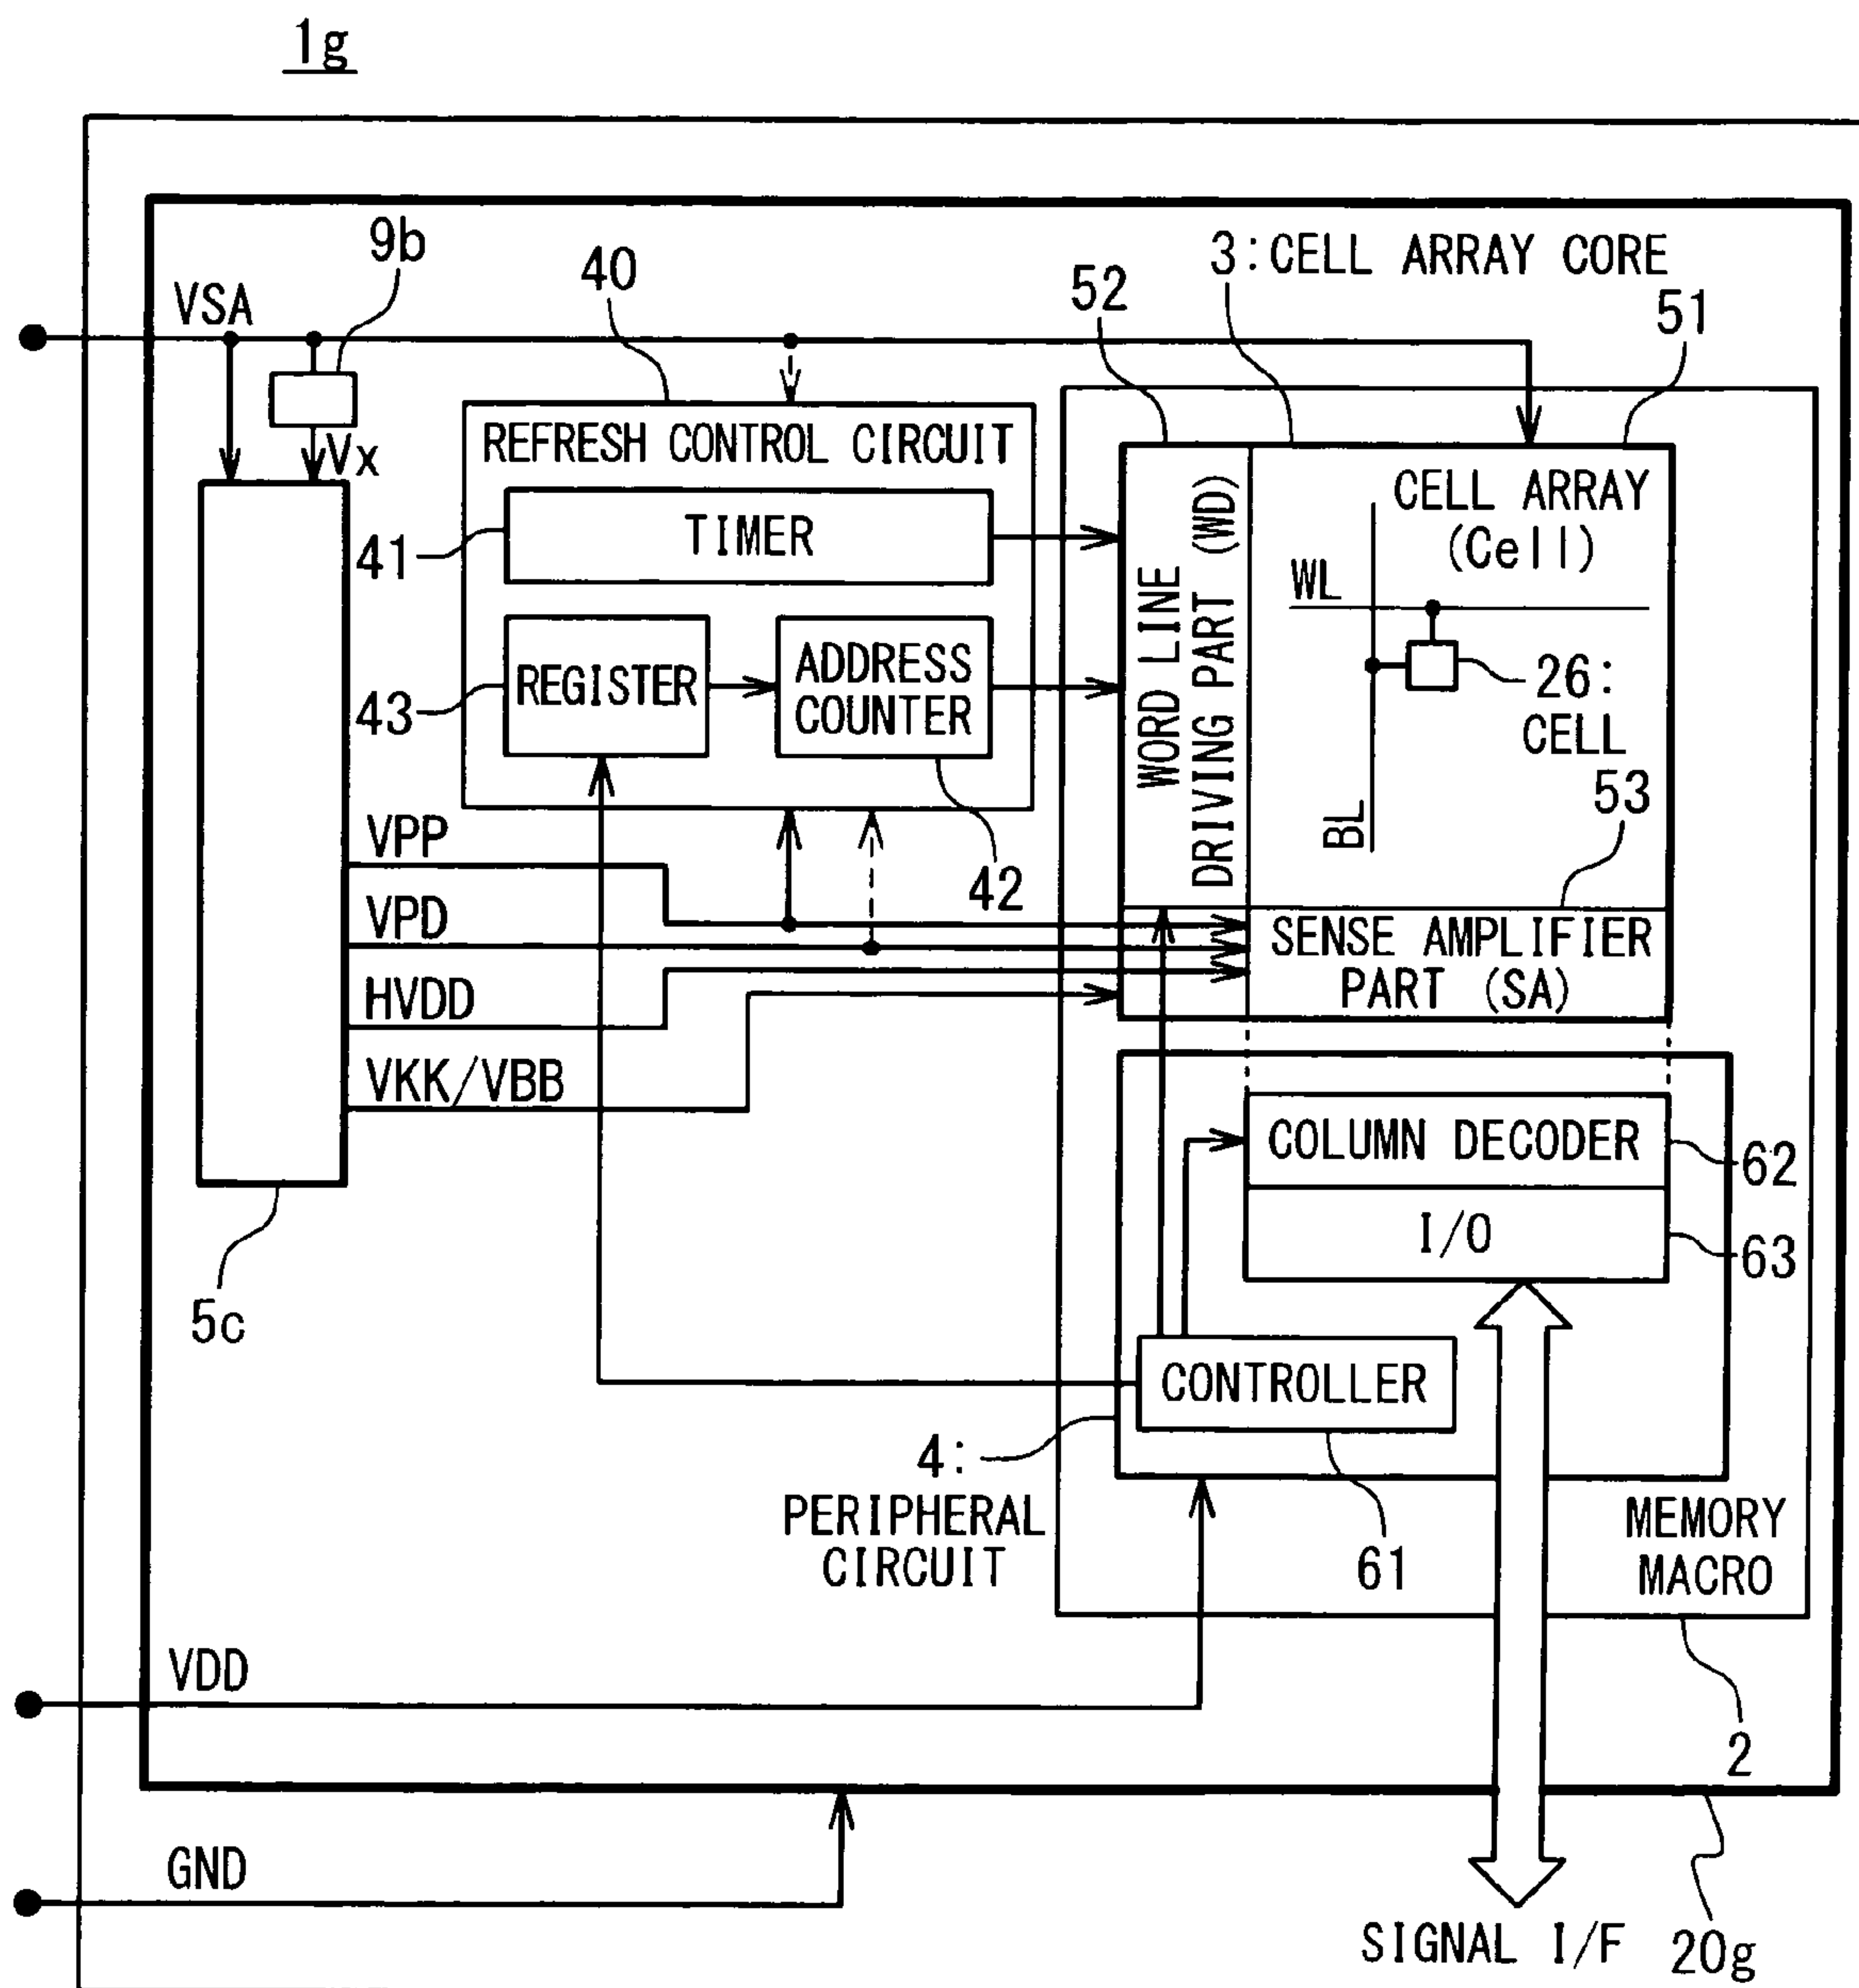 1g
9b
40
52
3:CELL ARRAY CORE
51
VSA
Vx
REFRESH CONTROL CIRCUIT
TIMER
41
REGISTER
43
ADDRESS
COUNTER
42
WORD LINE
DRIVING PART (WD)
CELL ARRAY
(Cell)
WL
BL
26:
CELL
53
SENSE AMPLIFIER
PART (SA)
VPP
VPD
HVDD
VKK/VBB
5c
COLUMN DECODER
62
I/O
63
CONTROLLER
61
4:
PERIPHERAL
CIRCUIT
MEMORY
MACRO
2
VDD
GND
SIGNAL I/F
20g